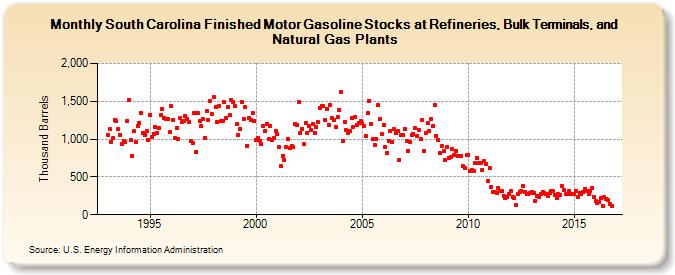 Monthly South Carolina Finished Motor Gasoline Stocks at Refineries, Bulk Terminals, and
Natural Gas Plants
Thousand Barrels
2,000
1,500
1,000
500
0
1995
2000
2005
2010
2015
Source: U.S. Energy Information Administration